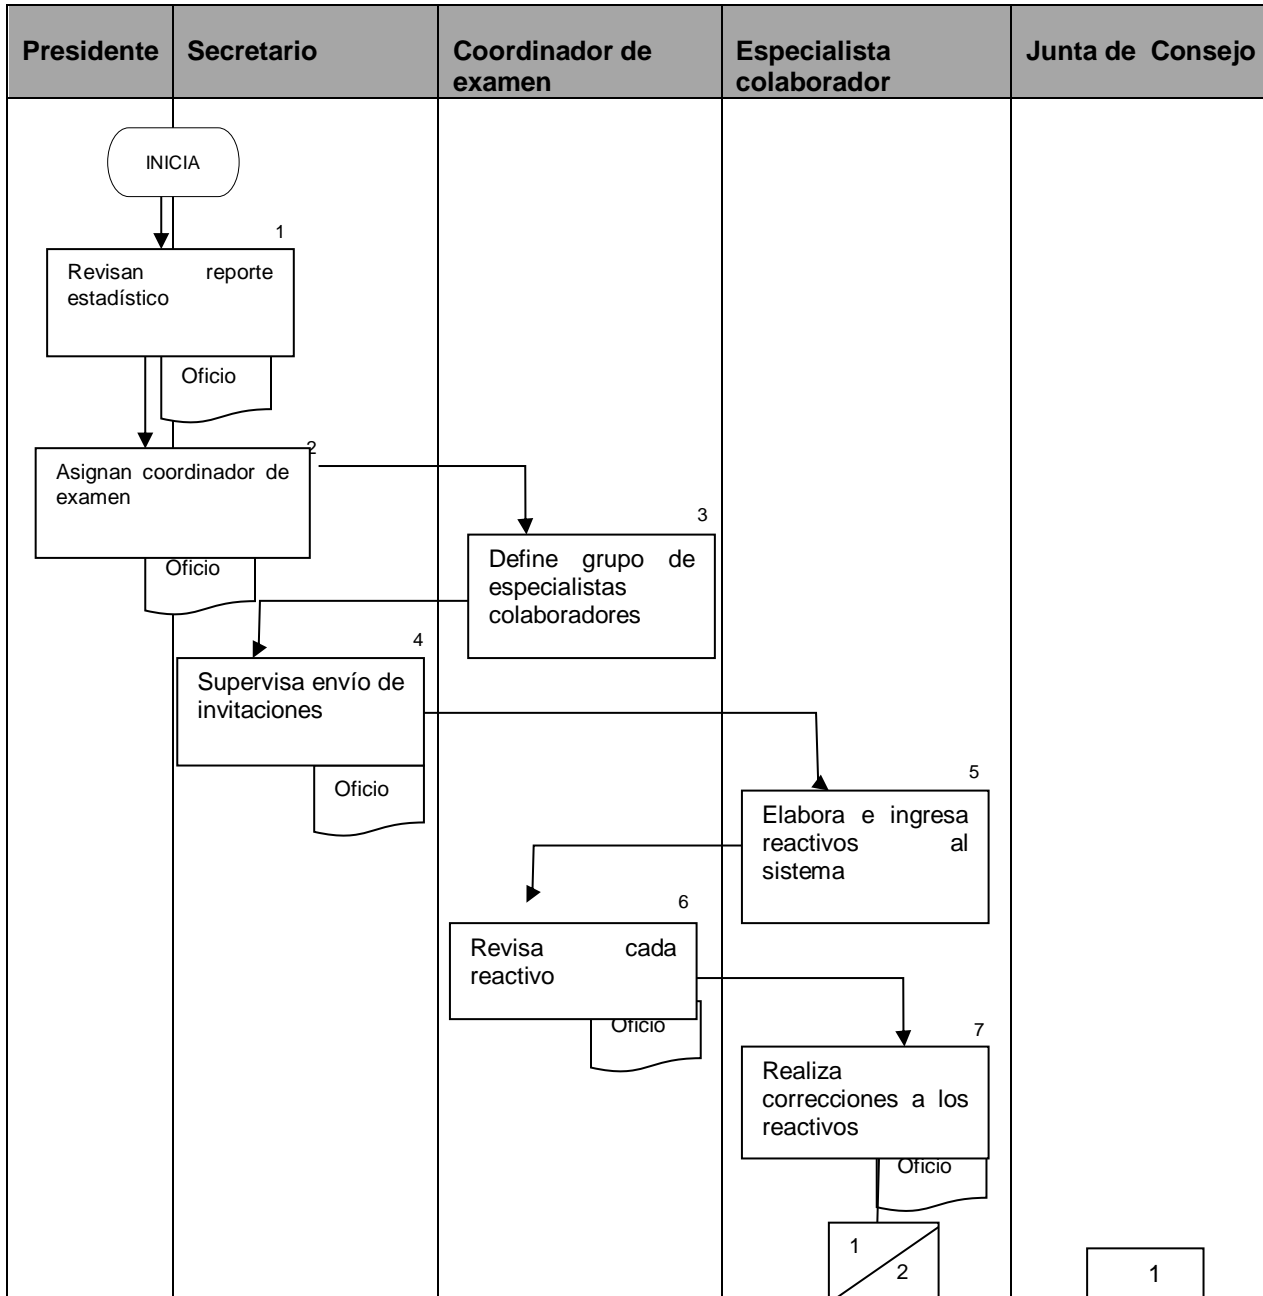 Presidente
Secretario
Coordinador de
examen
Especialista
colaborador
Junta de Consejo
INICIA
1
Revisan reporte
estadístico
Oficio
2
Asignan coordinador de
examen
Oficio
3
Define grupo de
especialistas
colaboradores
4
Supervisa envío de
invitaciones
Oficio
5
Elabora e ingresa
reactivos al
sistema
6
Revisa cada
reactivo
Oficio
7
Realiza
correcciones a los
reactivos
Oficio
1
2
1